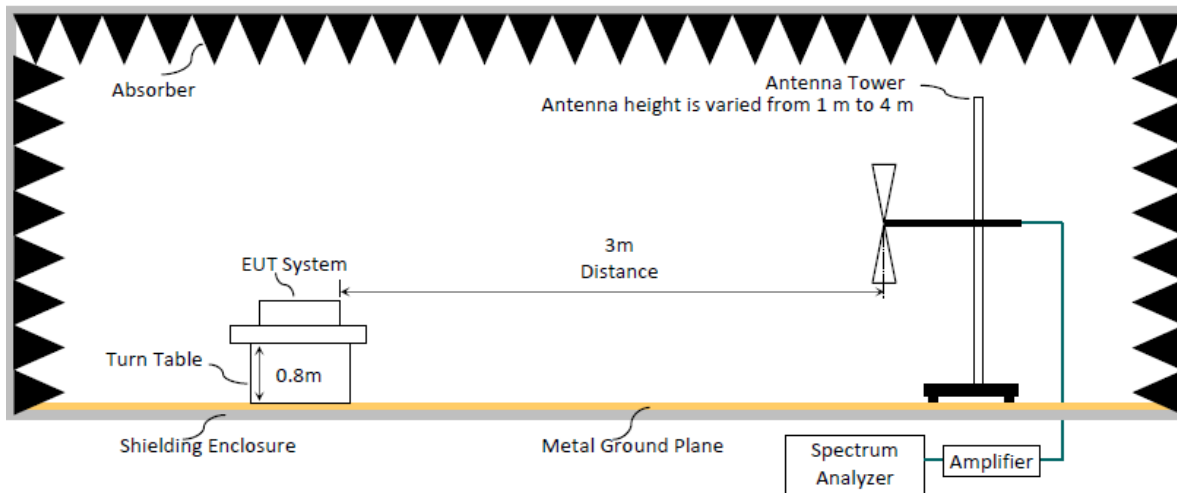 Absorber
Antenna Tower
Antenna height is varied from 1 m to 4 m
3m
Distance
EUT System
Turn Table
0.8m
Shielding Enclosure
Metal Ground Plane
Spectrum
Analyzer
Amplifier